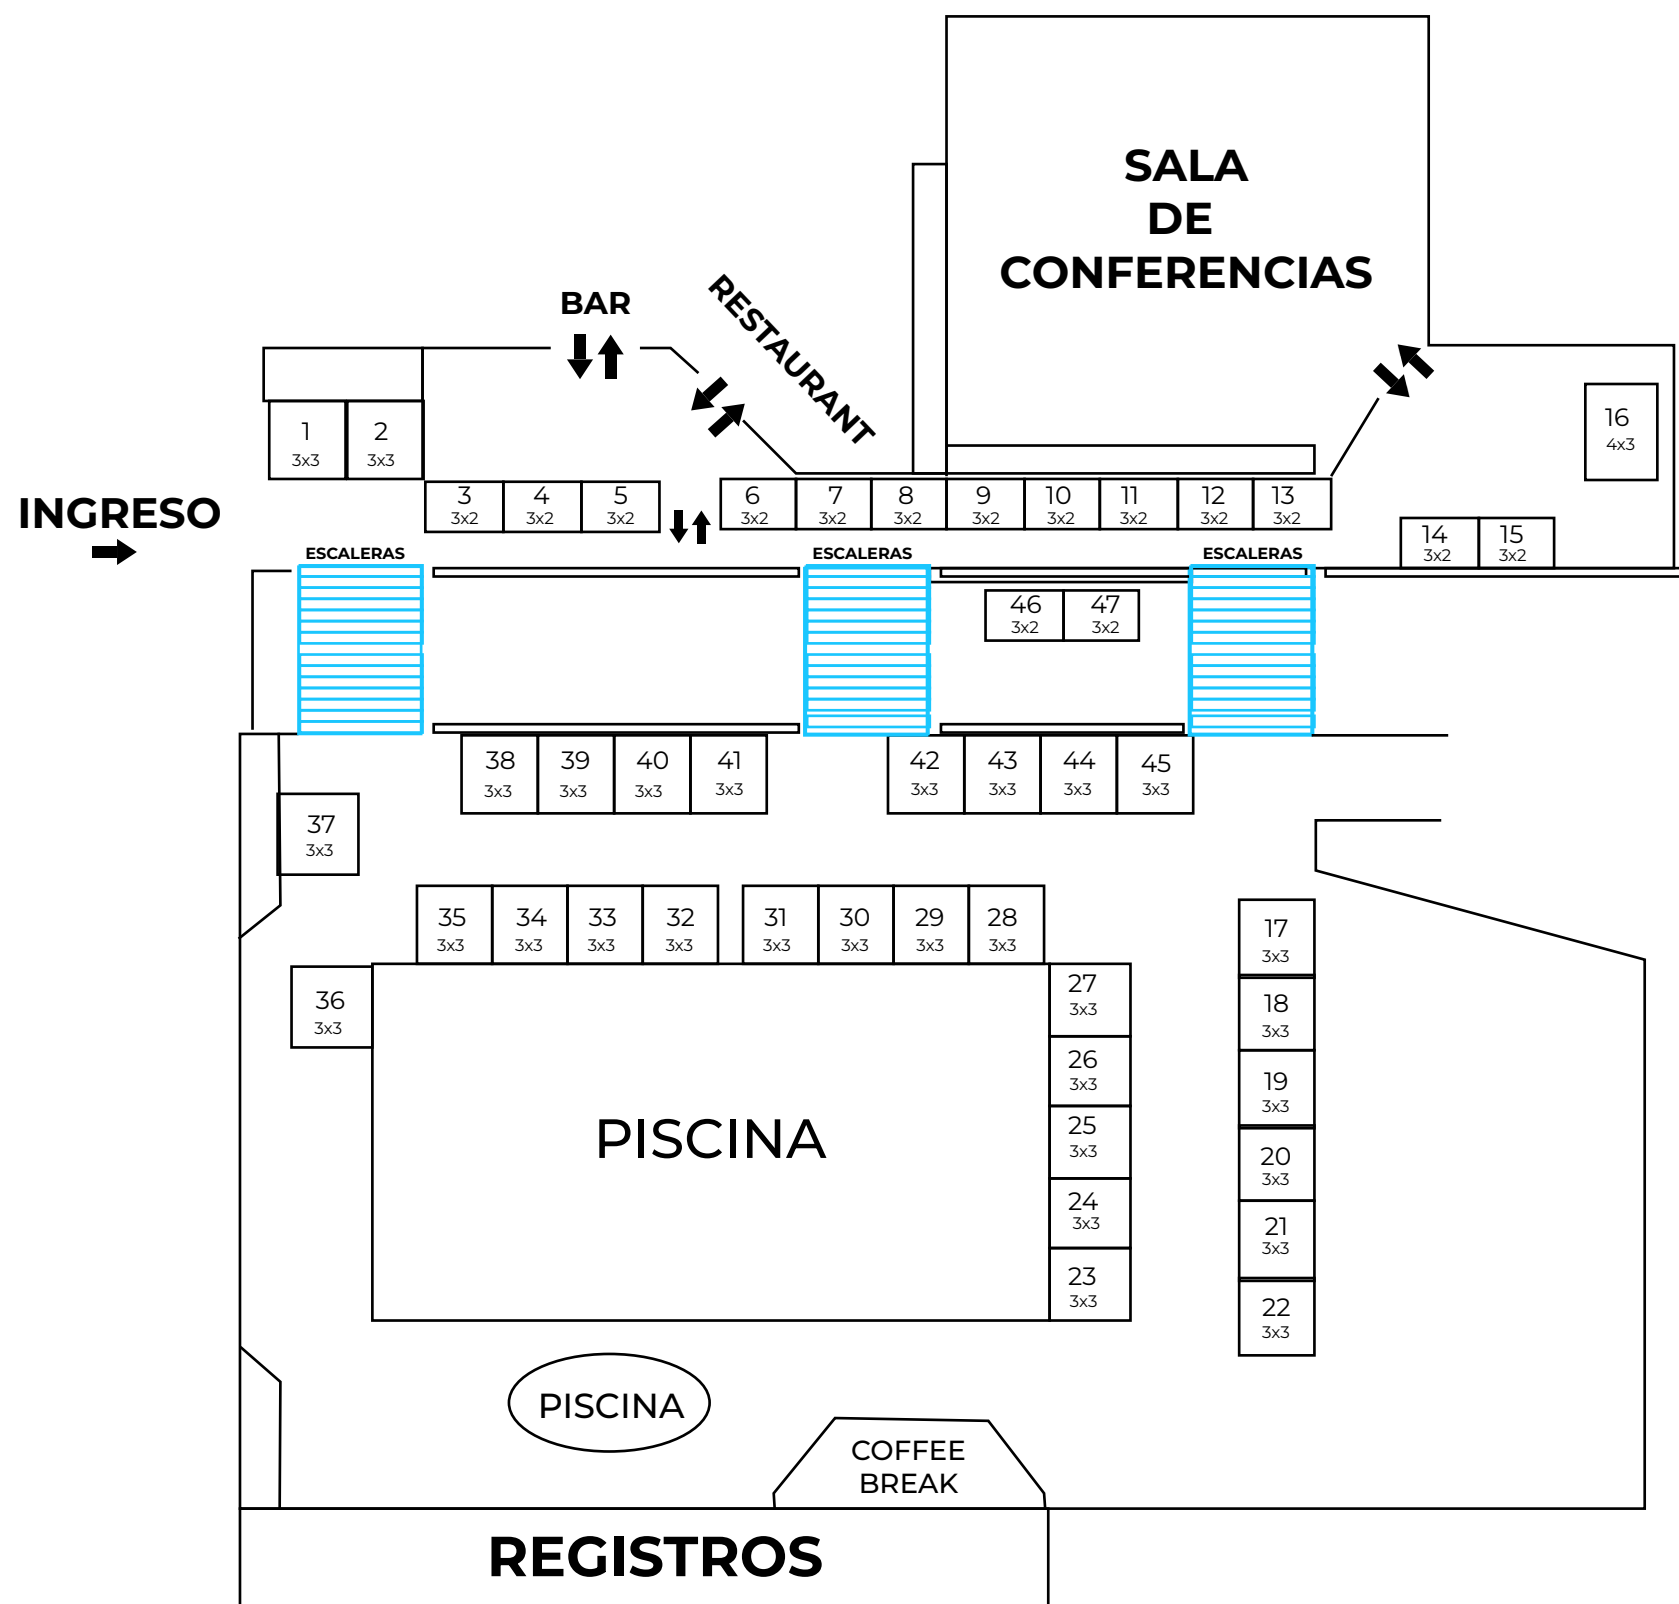 SALA
DE
CONFERENCIAS
BAR
RESTAURANT
1
3x3
2
3x3
16
4x3
INGRESO
3
3x2
4
3x2
5
3x2
6
3x2
7
3x2
8
3x2
9
3x2
10
3x2
11
3x2
12
3x2
13
3x2
14
3x2
15
3x2
ESCALERAS
ESCALERAS
ESCALERAS
46
3x2
47
3x2
38
3x3
39
3x3
40
3x3
41
3x3
42
3x3
43
3x3
44
3x3
45
3x3
37
3x3
35
3x3
34
3x3
33
3x3
32
3x3
31
3x3
30
3x3
29
3x3
28
3x3
17
3x3
36
3x3
27
3x3
18
3x3
26
3x3
19
3x3
25
3x3
PISCINA
20
3x3
24
3x3
21
3x3
23
3x3
22
3x3
PISCINA
COFFEE
BREAK
REGISTROS